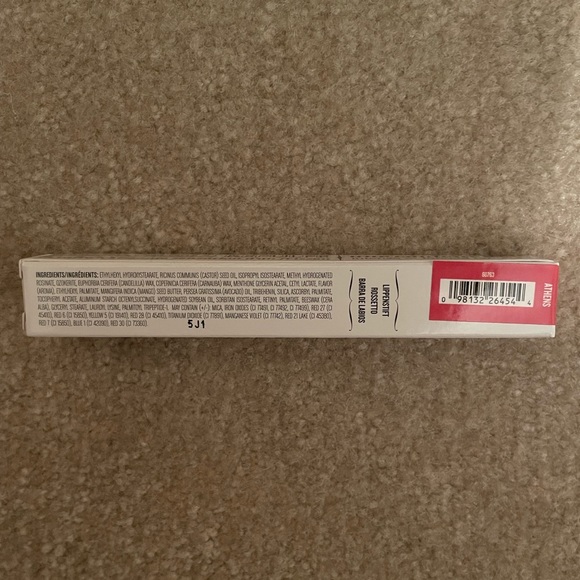 INGREDIENTS/INGRÉDIENTS: ETHYLHEXYL HYDROXYSTEARATE, RICINUS COMMUNIS (CASTOR) SEED OIL, ISOPROPYL ISOSTEARATE, METHYL HYDROGENATED
ROSINATE, OZOKERITE, EUPHORBIA CERIFERA (CANDELILLA) WAX, COPERNICIA CERIFERA (CARNAUBA) WAX, MENTHONE GLYCERIN ACETAL, CETYL LACTATE, FLAVOR
(AROMA), ETHYLHEXYL PALMITATE, MANGIFERA INDICA (MANGO) SEED BUTTER, PERSEA GRATISSIMA (AVOCADO) OIL, TRIBEHENIN, SILICA, ASCORBYL PALMITATE,
TOCOPHERYL ACETATE, ALUMINUM STARCH OCTENYLSUCCINATE, HYDROGENATED SOYBEAN OIL, SORBITAN ISOSTEARATE, RETINYL PALMITATE, BEESWAX (CERA
ALBA), GLYCERYL STEARATE, LAUROYL LYSINE, PALMITOYL TRIPEPTIDE-1. MAY CONTAIN (+/-): MICA, IRON OXIDES (CI 77491, CI 77492, CI 77499), RED 27 (CI
45410), RED 6 (CI 15850), YELLOW 5 (CI 19140), RED 28 (CI 45410), TITANIUM DIOXIDE (CI 77891), MANGANESE VIOLET (CI 77742), RED 21 LAKE (CI 45380),
RED 7 (CI 15850), BLUE 1 (CI 42090), RED 30 (CI 73360).
5J1
LIPPENSTIFT
ROSSETTO
BARRA DE LABIOS
86763
0 98132 26454 4
ATHENS